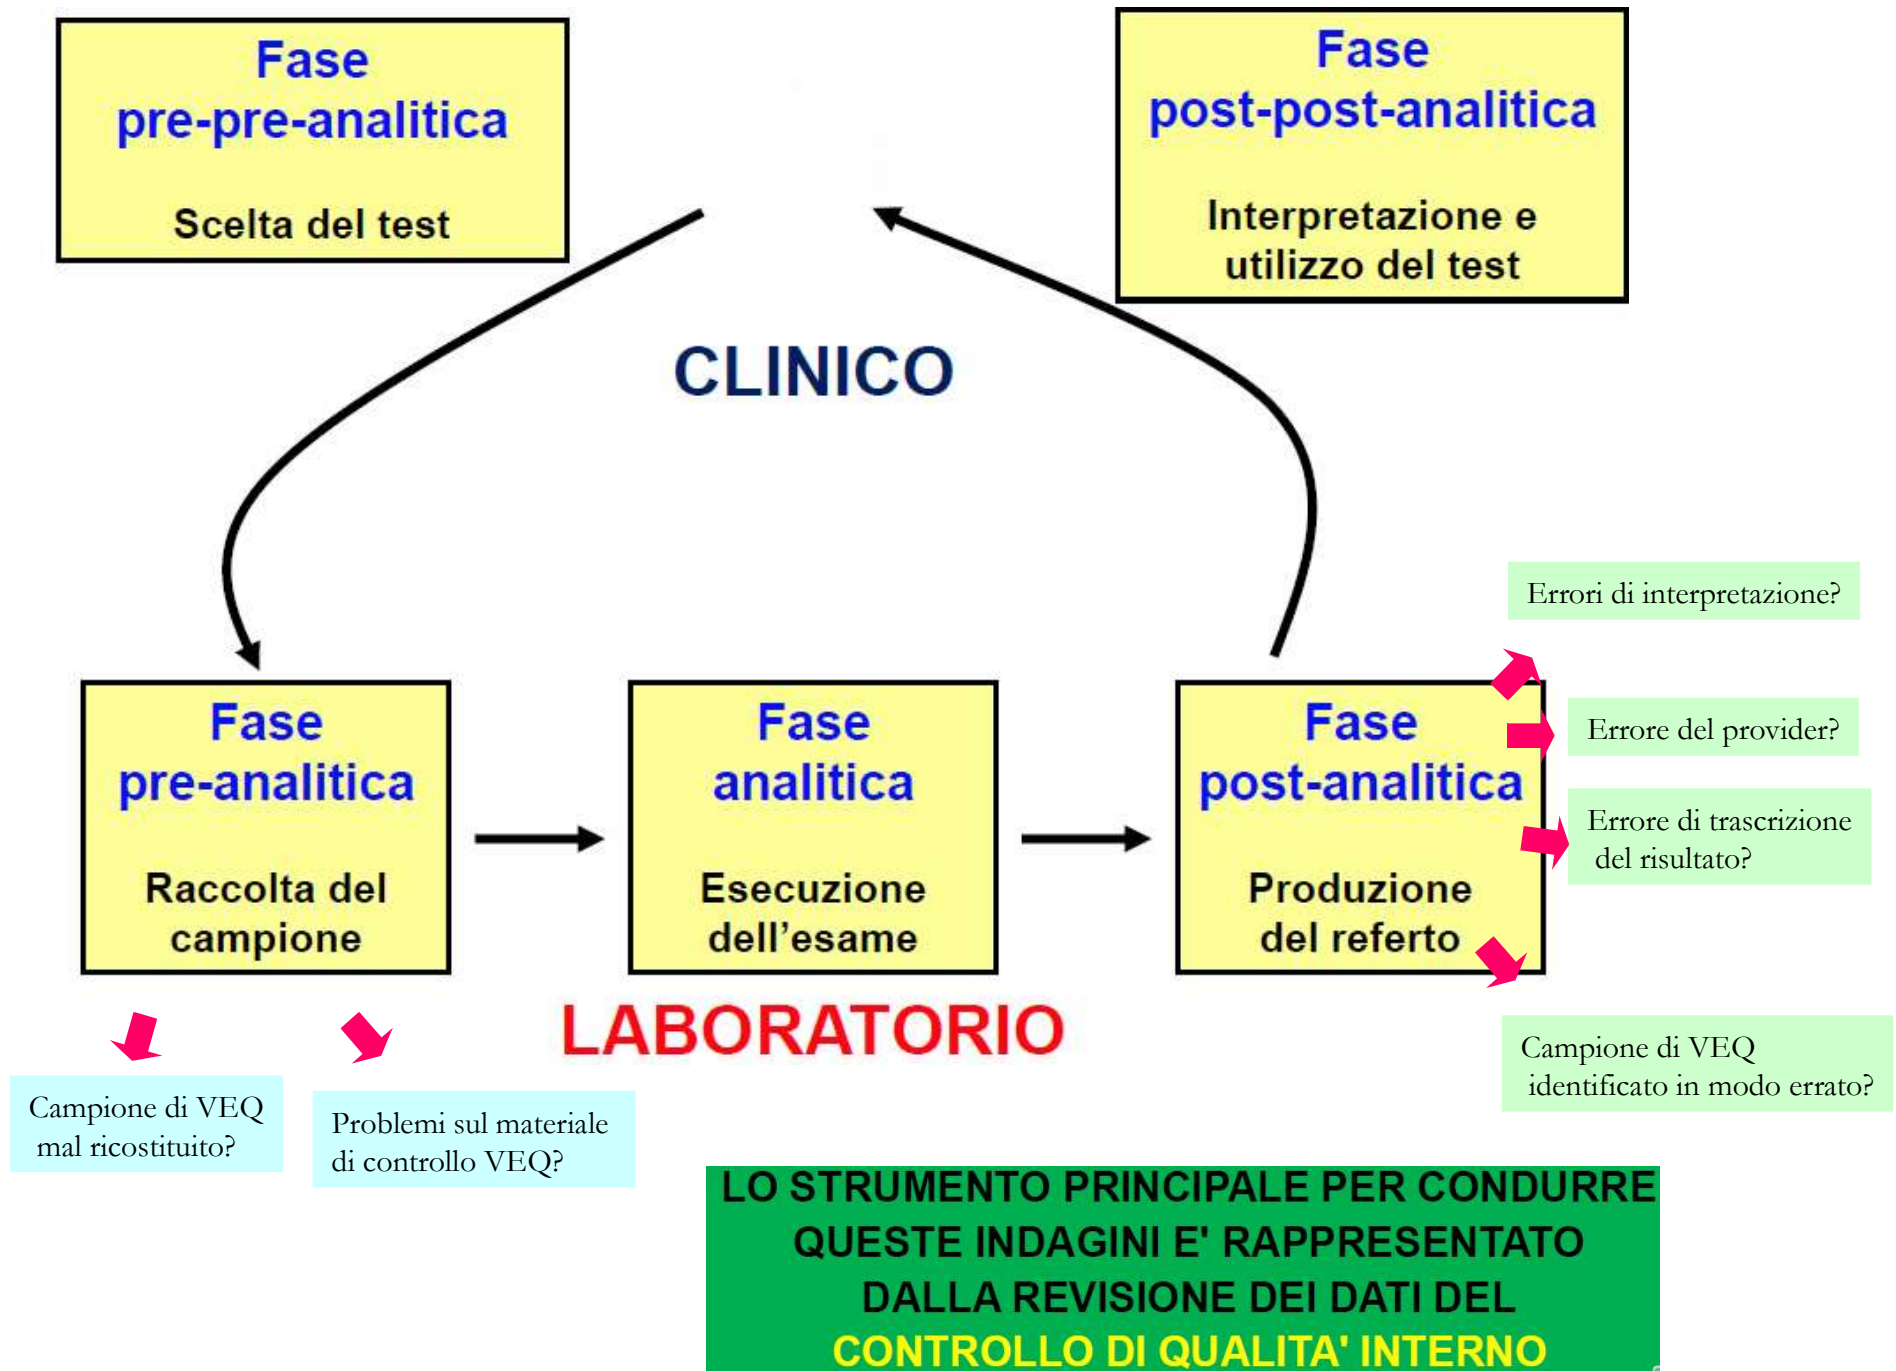 Fase
pre-pre-analitica
Scelta del test
Fase
post-post-analitica
Interpretazione e
utilizzo del test
CLINICO
Errori di interpretazione?
Fase
pre-analitica
Raccolta del
campione
Fase
analitica
Esecuzione
dell'esame
Fase
post-analitica
Produzione
del referto
Errore del provider?
Errore di trascrizione
del risultato?
LABORATORIO
Campione di VEQ
identificato in modo errato?
Campione di VEQ
mal ricostituito?
Problemi sul materiale
di controllo VEQ?
LO STRUMENTO PRINCIPALE PER CONDURRE
QUESTE INDAGINI E' RAPPRESENTATO
DALLA REVISIONE DEI DATI DEL
CONTROLLO DI QUALITA' INTERNO